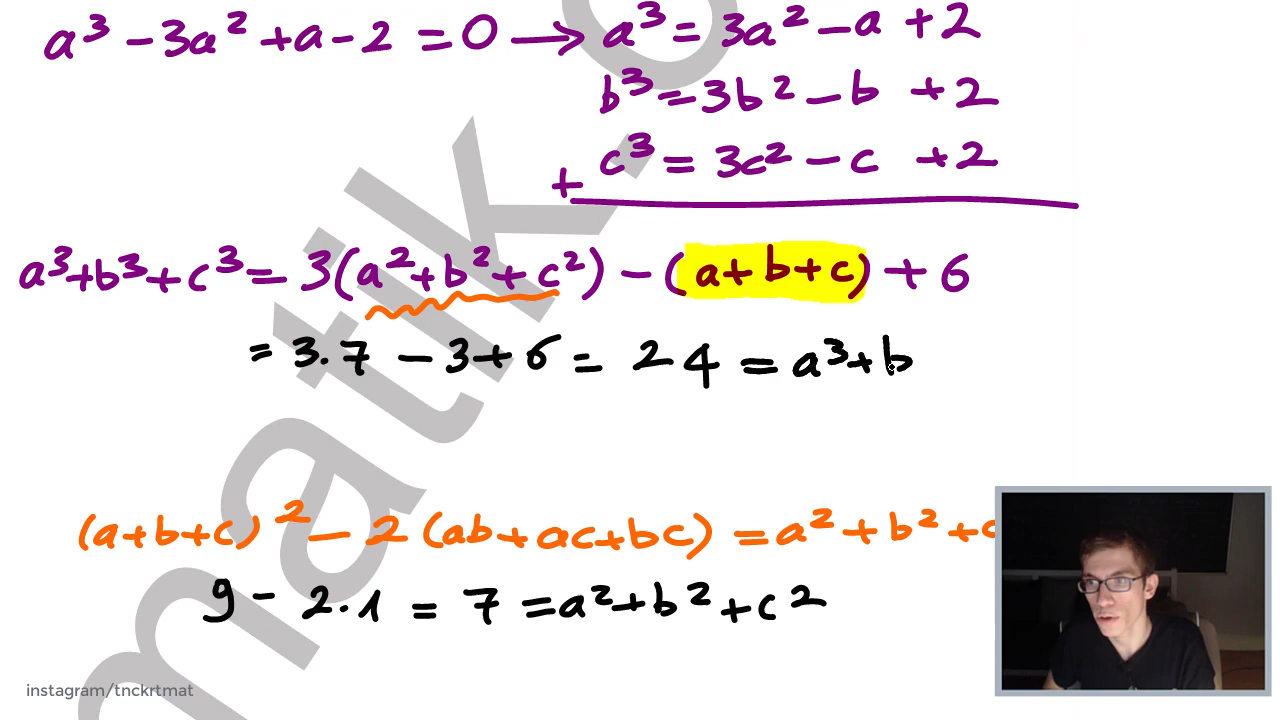 a³ - 3a² + a - 2 = 0 → a³ = 3a² - a + 2
b³ = 3b² - b + 2
+ c³ = 3c² - c + 2
a³+b³+c³ = 3(a²+b²+c²) - (a+b+c) + 6
= 3.7 - 3 + 6 = 24 = a³+b
(a+b+c)² - 2(ab+ac+bc) = a²+b²+c
9 - 2.1 = 7 = a²+b²+c²
matik.
instagram/tnckrtmat